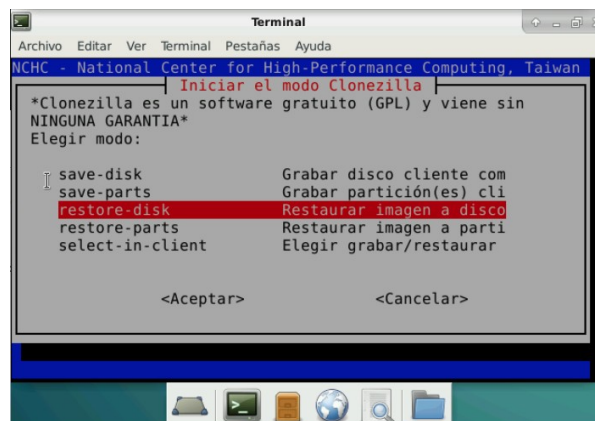 Terminal
Archivo Editar Ver Terminal Pestañas Ayuda
NCHC - National Center for High-Performance Computing, Taiwan
Iniciar el modo Clonezilla
*Clonezilla es un software gratuito (GPL) y viene sin
NINGUNA GARANTIA*
Elegir modo:
save-disk Grabar disco cliente com
save-parts Grabar partición(es) cli
restore-disk Restaurar imagen a disco
restore-parts Restaurar imagen a parti
select-in-client Elegir grabar/restaurar
<Aceptar> <Cancelar>